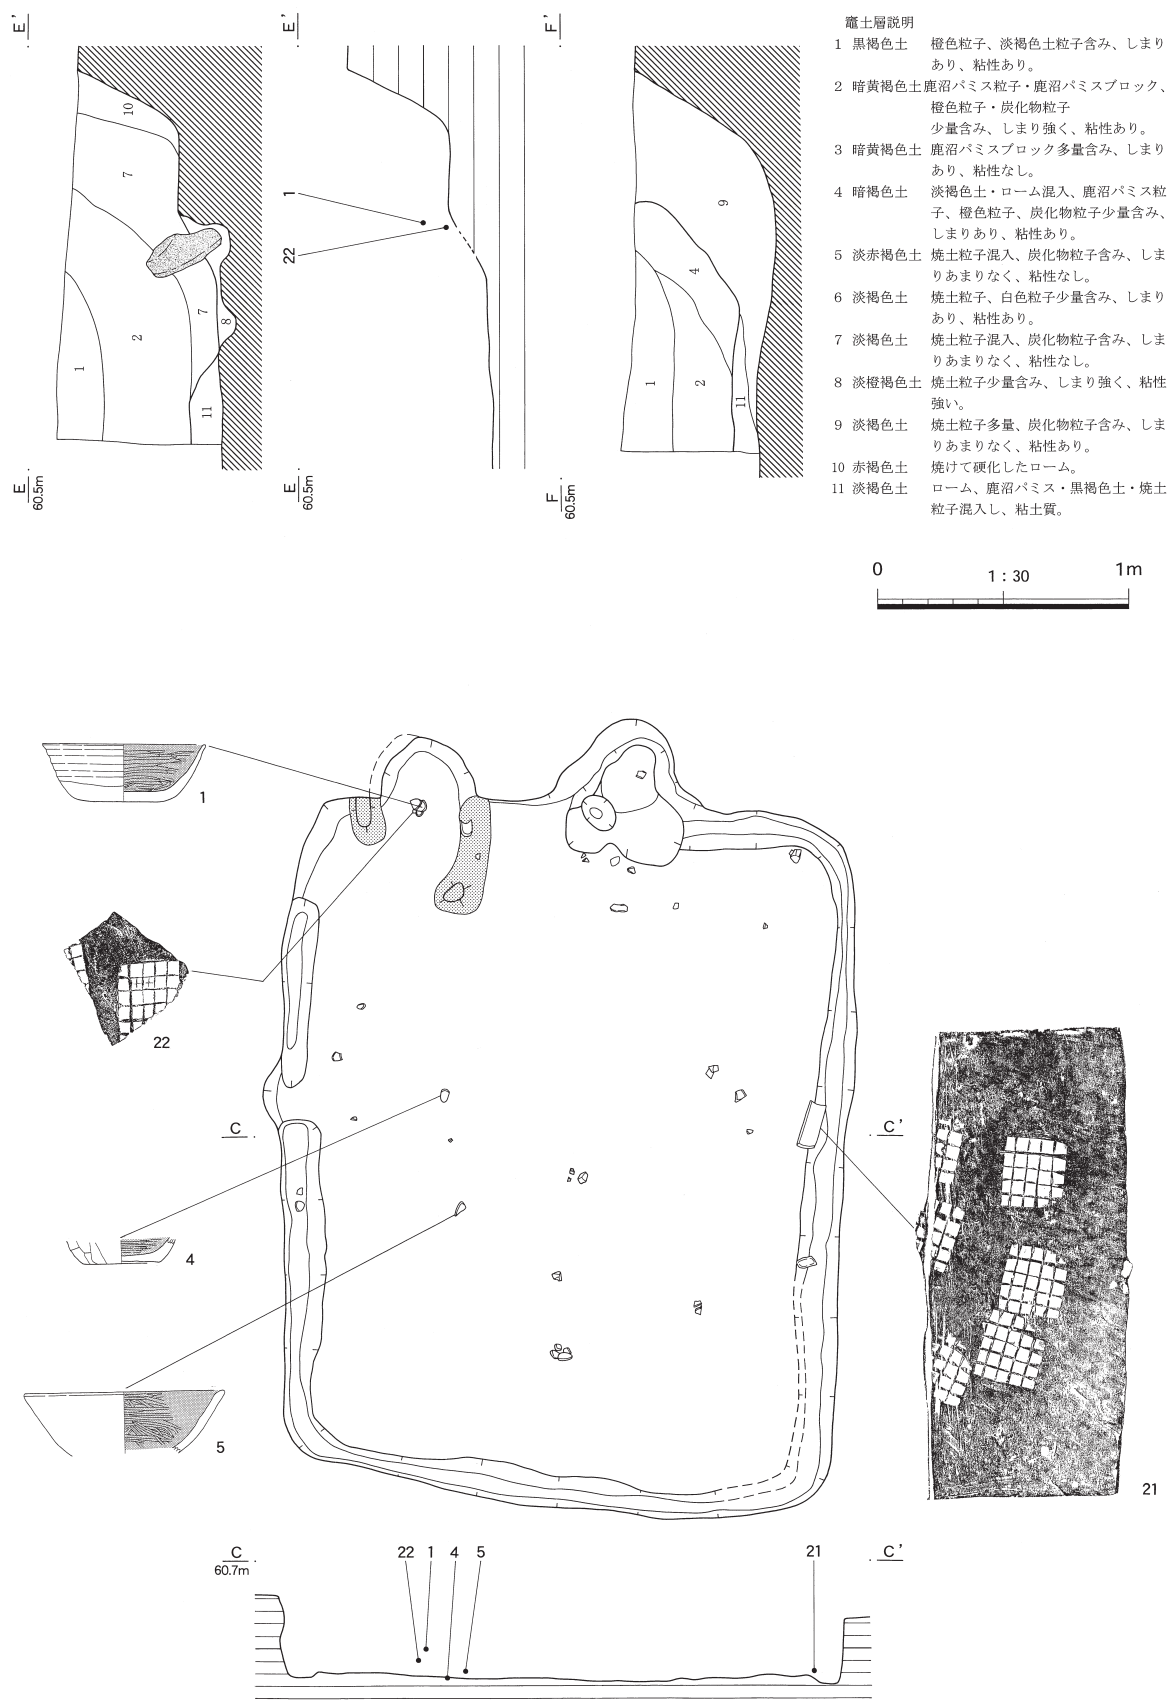 竈土層説明
1 黒褐色土 橙色粒子、淡褐色土粒子含み、しまり
あり、粘性あり。
2 暗黄褐色土 鹿沼パミス粒子・鹿沼パミスブロック、
橙色粒子・炭化物粒子
少量含み、しまり強く、粘性あり。
3 暗黄褐色土 鹿沼パミスブロック多量含み、しまり
あり、粘性なし。
4 暗褐色土 淡褐色土・ローム混入、鹿沼パミス粒
子、橙色粒子、炭化物粒子少量含み、
しまりあり、粘性あり。
5 淡赤褐色土 焼土粒子混入、炭化物粒子含み、しま
りあまりなく、粘性なし。
6 淡褐色土 焼土粒子、白色粒子少量含み、しまり
あり、粘性あり。
7 淡褐色土 焼土粒子混入、炭化物粒子含み、しま
りあまりなく、粘性なし。
8 淡橙褐色土 焼土粒子少量含み、しまり強く、粘性
強い。
9 淡褐色土 焼土粒子多量、炭化物粒子含み、しま
りあまりなく、粘性あり。
10 赤褐色土 焼けて硬化したローム。
11 淡褐色土 ローム、鹿沼パミス・黒褐色土・焼土
粒子混入し、粘土質。
E'
10
7
2
1
7
8
11
E
60.5m
E'
1
22
E
60.5m
F'
9
4
1
2
11
F
60.5m
0
1:30
1m
1
22
C
C'
4
5
21
C
60.7m
22
1
4
5
21
C'